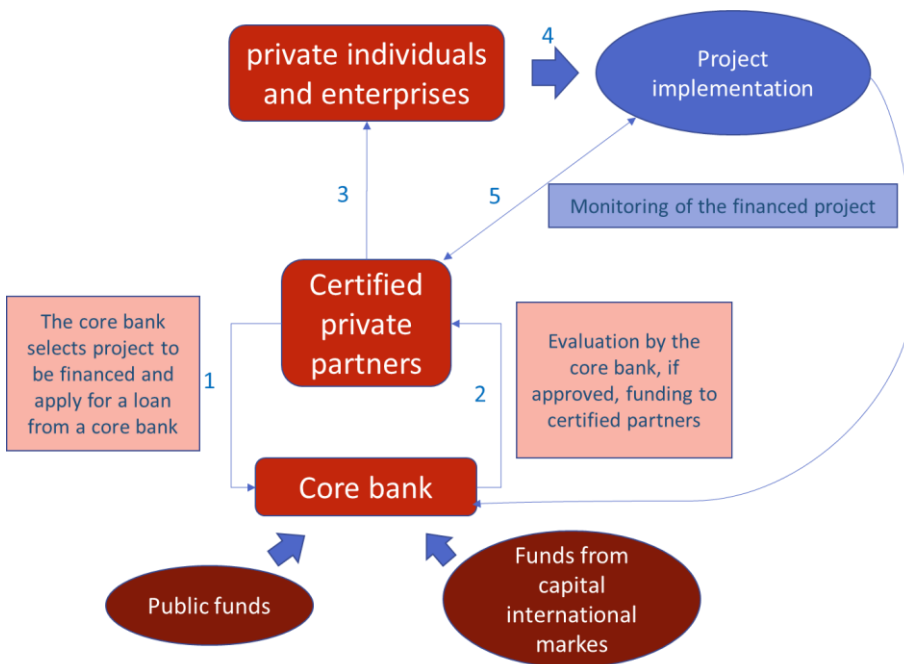 private individuals
and enterprises
4
Project
implementation
3
5
Monitoring of the financed project
Certified
private
partners
The core bank
selects project to
be financed and
apply for a loan
from a core bank
1
2
Evaluation by the
core bank, if
approved, funding to
certified partners
Core bank
Public funds
Funds from
capital
international
markes